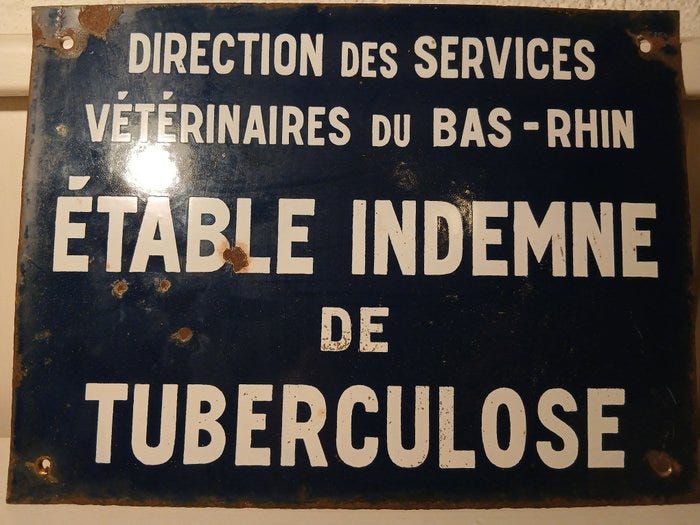 DIRECTION DES SERVICES
VÉTÉRINAIRES DU BAS-RHIN
ÉTABLE INDEMNE
DE
TUBERCULOSE